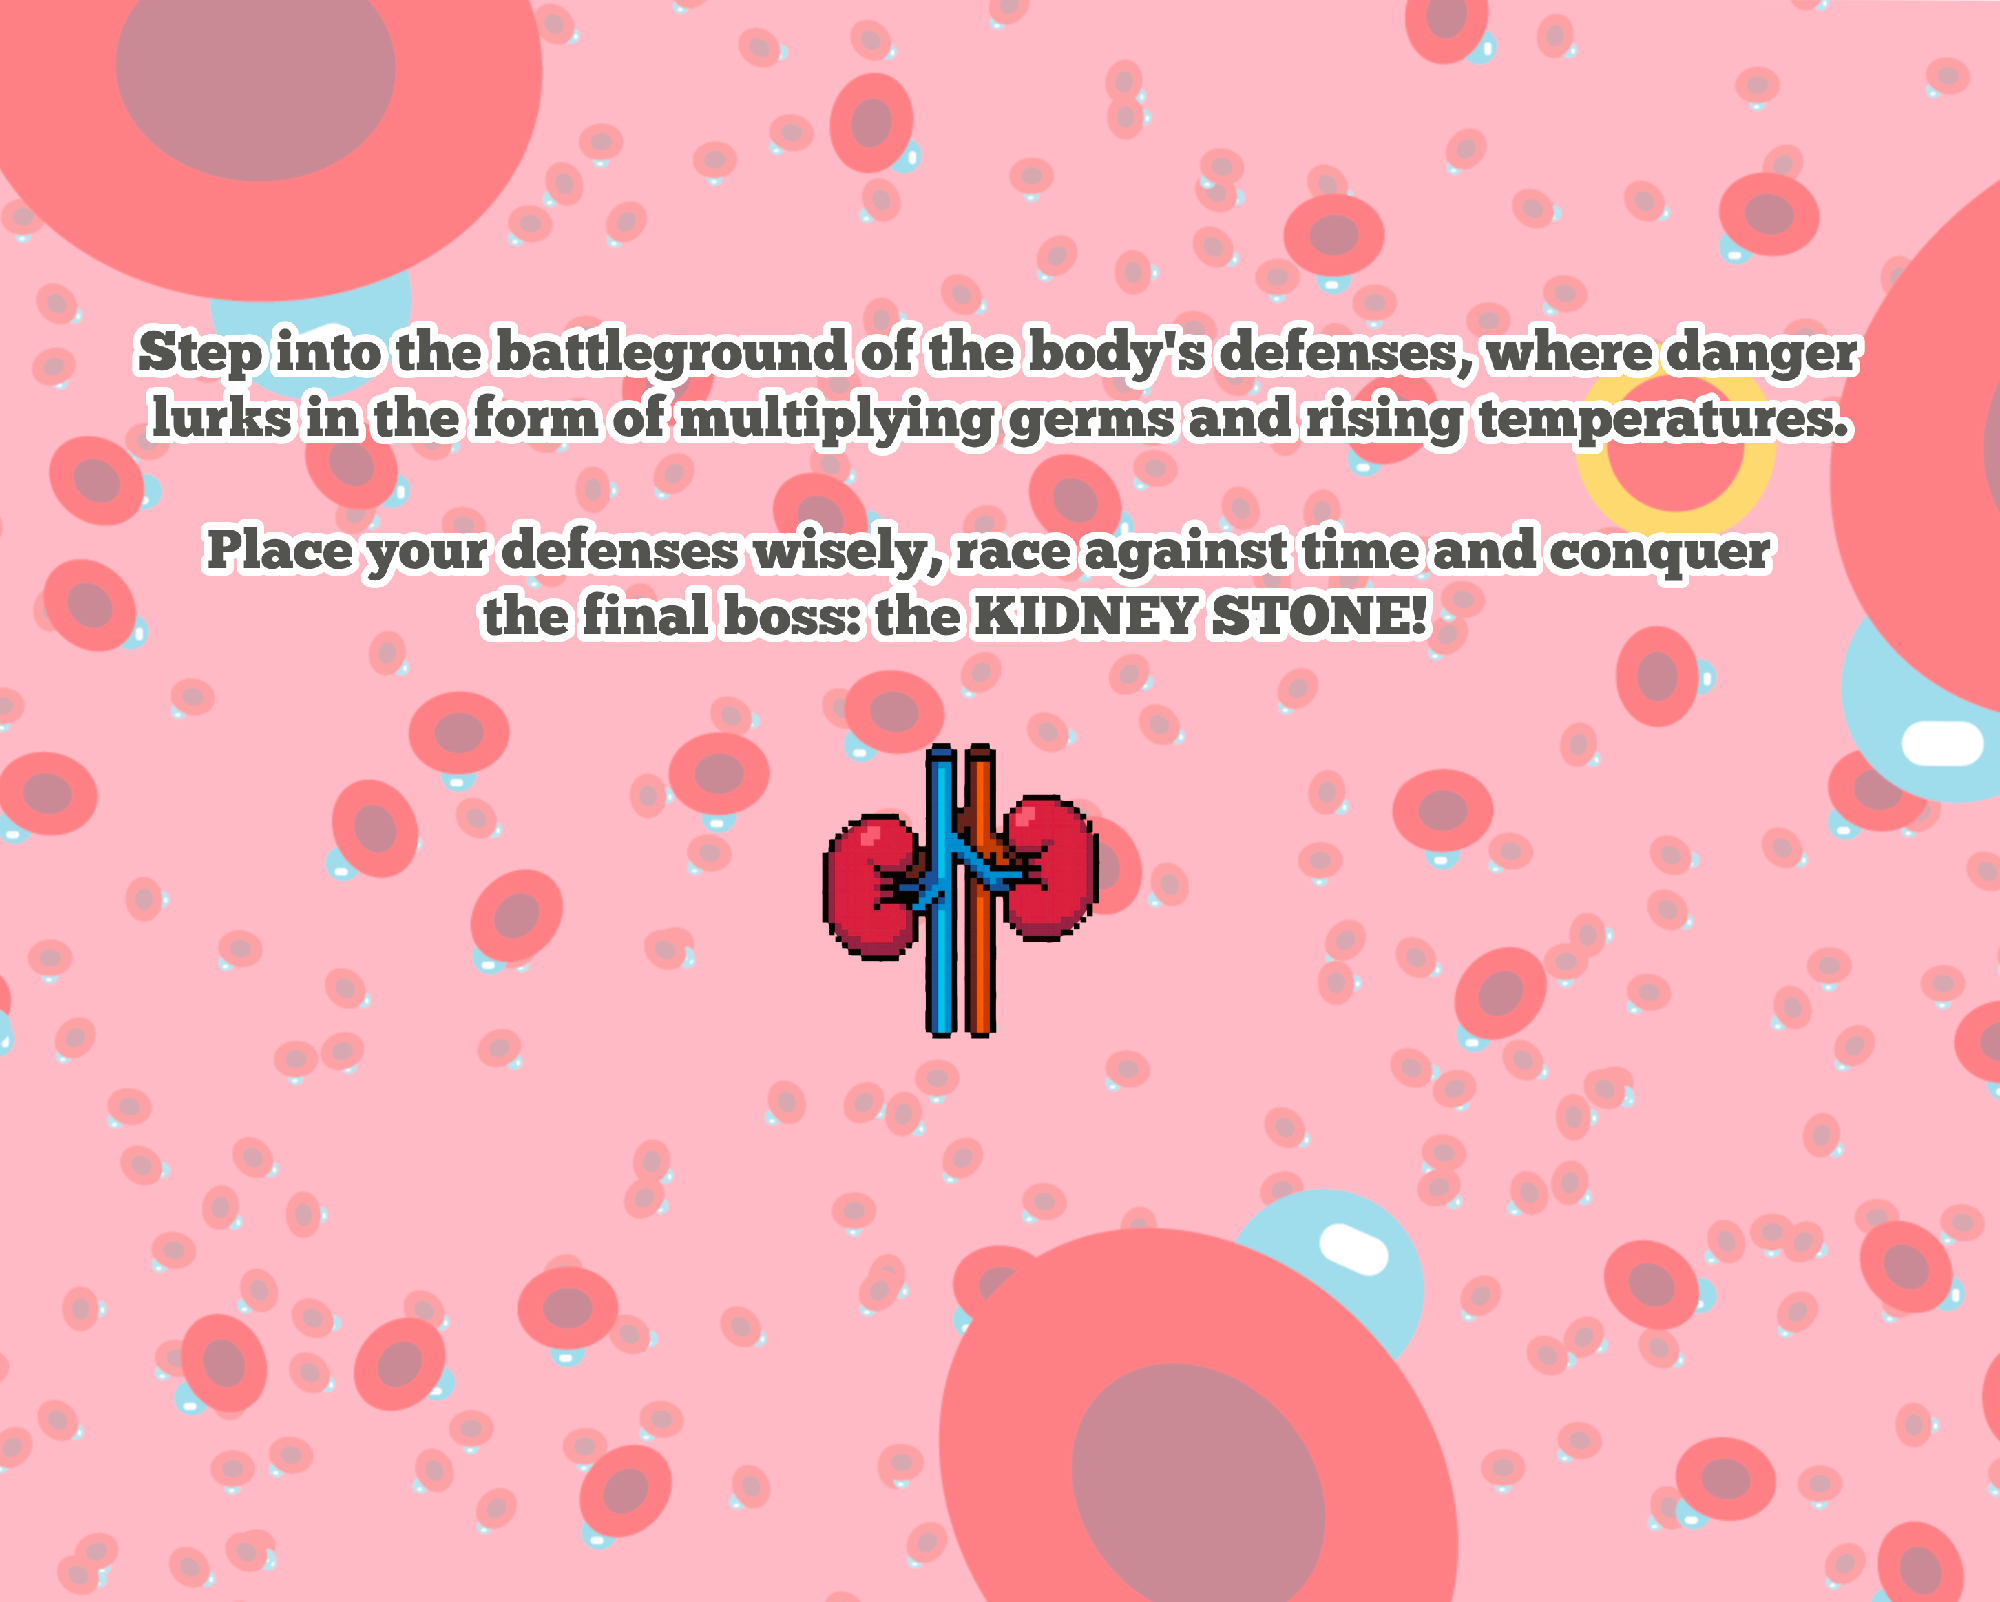 Step into the battleground of the body's defenses, where danger
lurks in the form of multiplying germs and rising temperatures.
Place your defenses wisely, race against time and conquer
the final boss: the KIDNEY STONE!